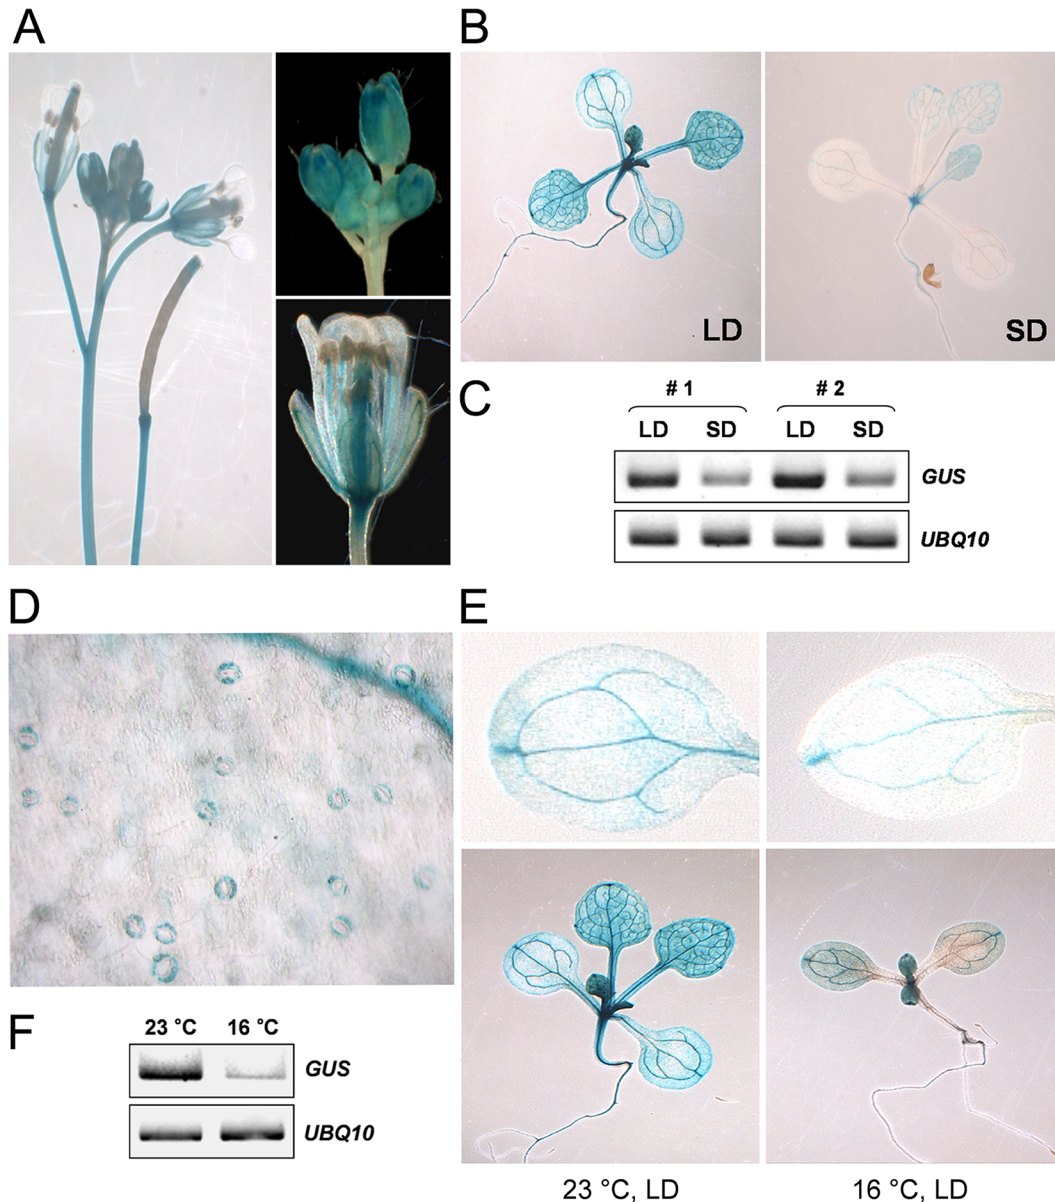 A
B
LD
SD
C
# 1 # 2
LD SD LD SD
GUS
UBQ10
D
E
F
23 °C 16 °C
GUS
UBQ10
23 °C, LD 16 °C, LD